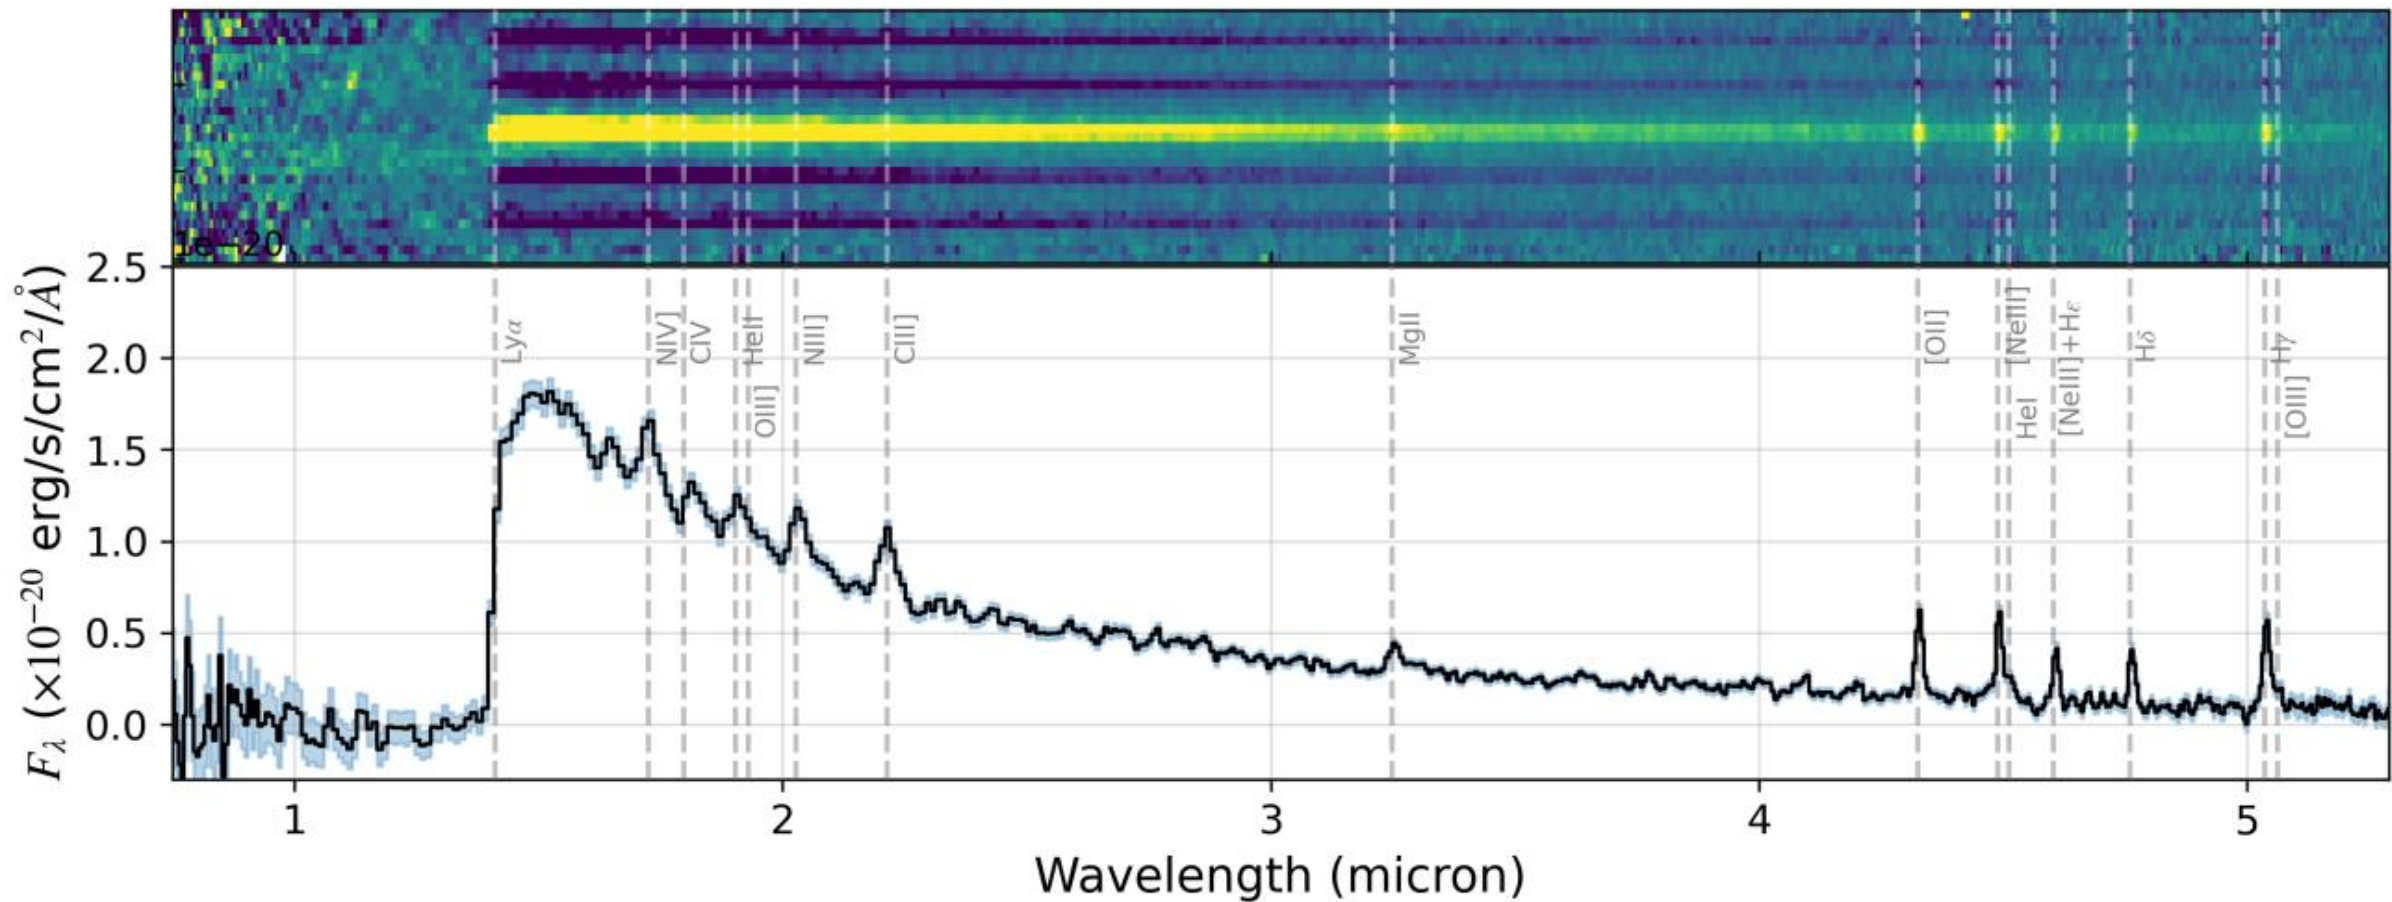 1e−20
2.5
2.0
1.5
1.0
0.5
0.0
F_λ (×10⁻²⁰ erg/s/cm²/Å)
Lyα
NIV]
CIV
HeII
OIII]
NIII]
CIII]
MgII
[OII]
[NeIII]
HeI
[NeIII]+Hε
Hδ
Hγ
[OIII]
1 2 3 4 5
Wavelength (micron)